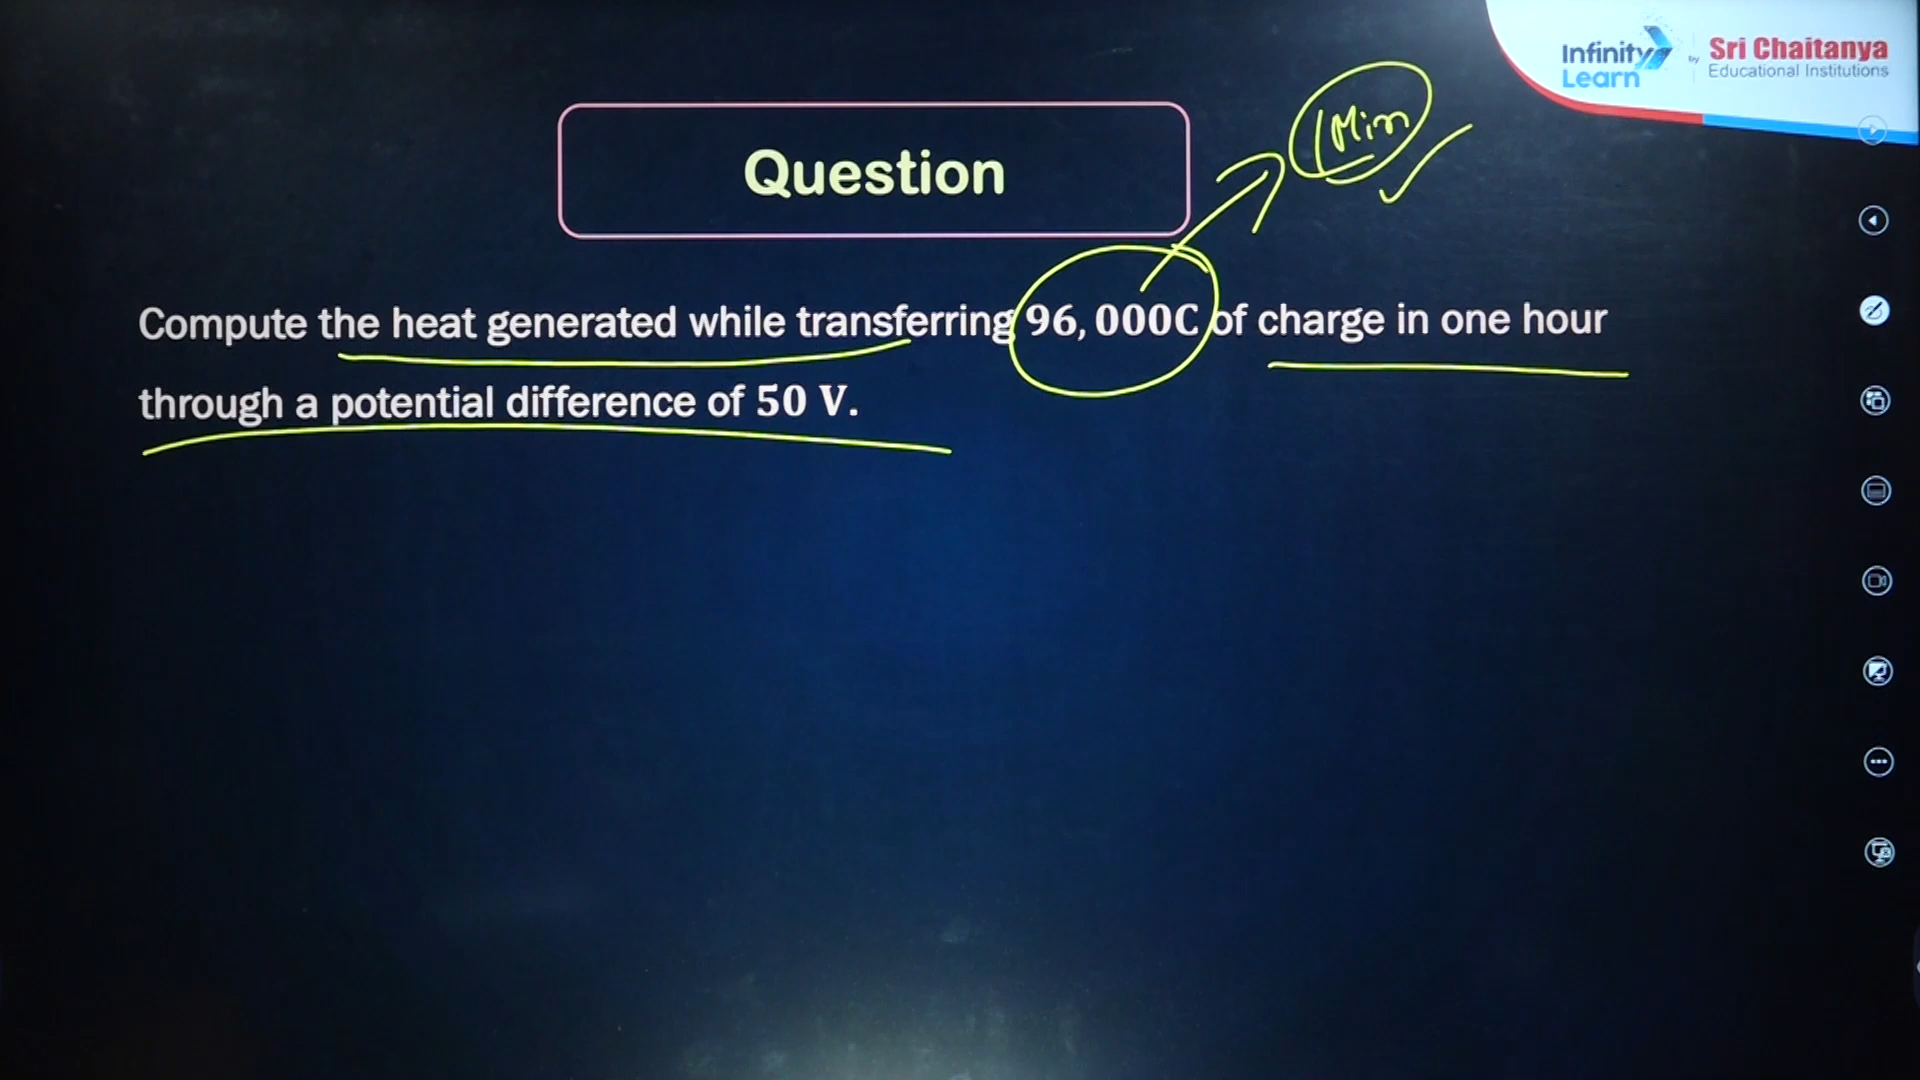 Infinity Learn by Sri Chaitanya
Educational Institutions
1 Min
Question
Compute the heat generated while transferring 96,000C of charge in one hour
through a potential difference of 50 V.